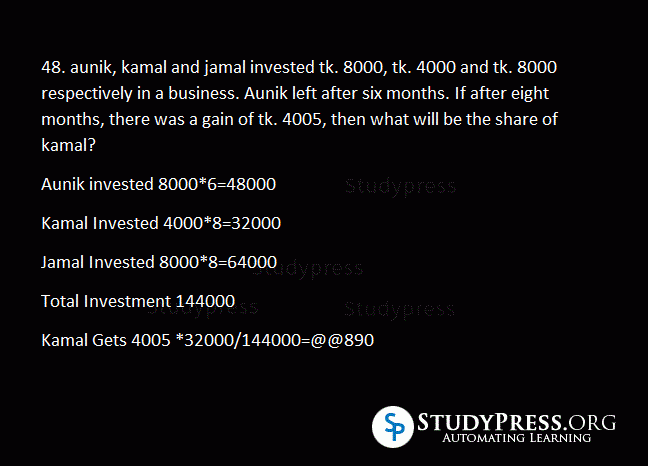 48. aunik, kamal and jamal invested tk. 8000, tk. 4000 and tk. 8000
respectively in a business. Aunik left after six months. If after eight
months, there was a gain of tk. 4005, then what will be the share of
kamal?
Aunik invested 8000*6=48000
Studypress
Kamal Invested 4000*8=32000
Jamal Invested 8000*8=64000
Studypress
Total Investment 144000
Studypress
Studypress
Kamal Gets 4005 *32000/144000=@@890
SP
STUDYPRESS.ORG
AUTOMATING LEARNING